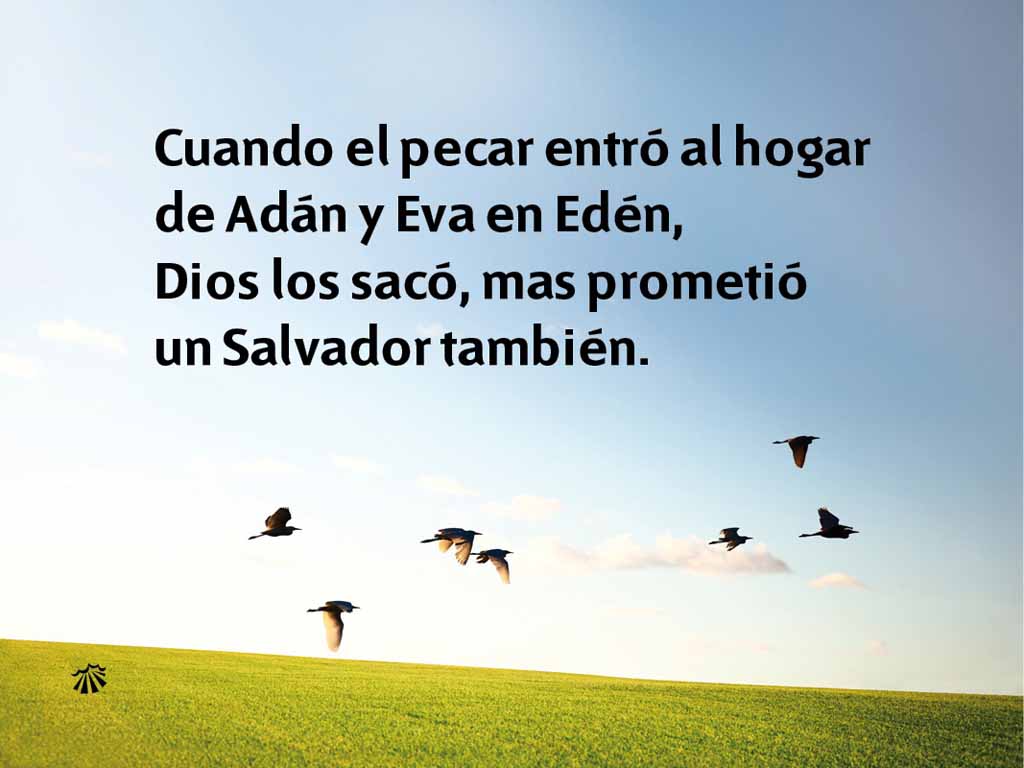 Cuando el pecar entró al hogar
de Adán y Eva en Edén,
Dios los sacó, mas prometió
un Salvador también.